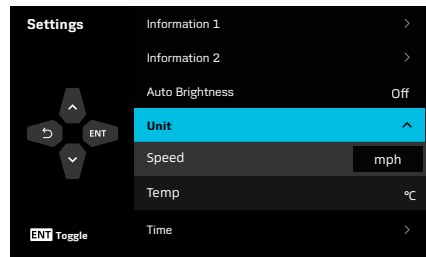 Settings
Information 1
Information 2
Auto Brightness Off
ENT
Unit
Speed mph
Temp °C
Time
ENT Toggle